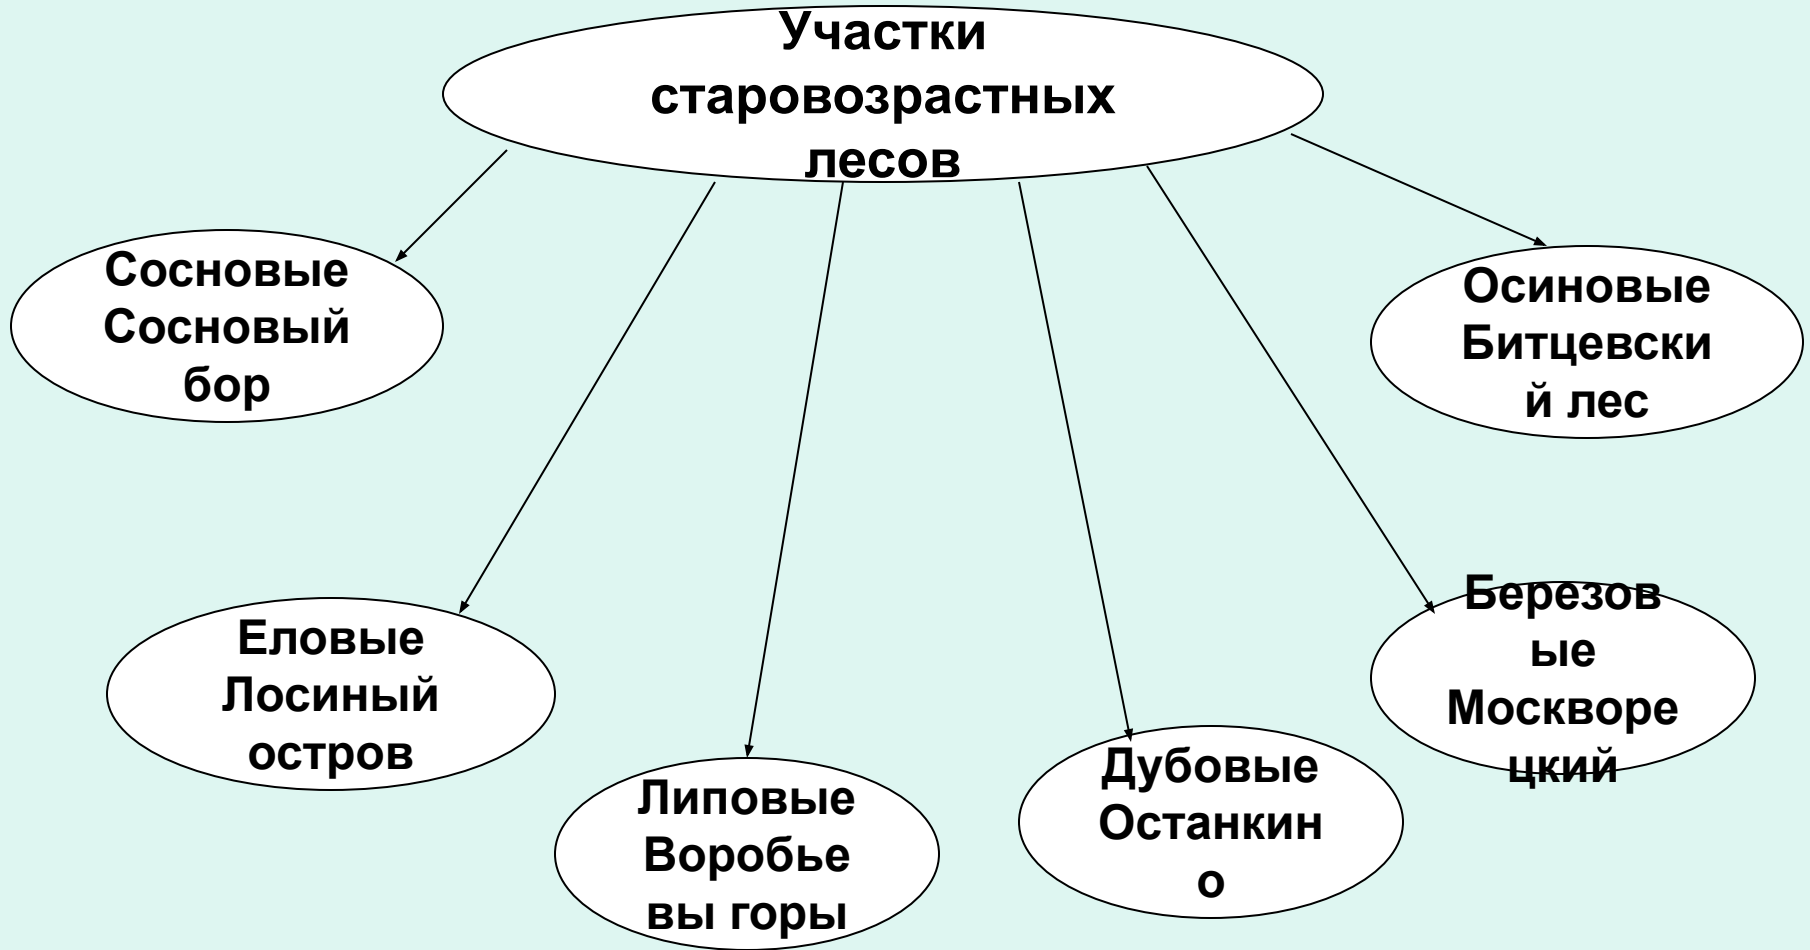 Участки
старовозрастных
лесов
Сосновые
Сосновый
бор
Осиновые
Битцевски
й лес
Еловые
Лосиный
остров
Липовые
Воробье
вы горы
Дубовые
Останкин
о
Березов
ые
Москворе
цкий